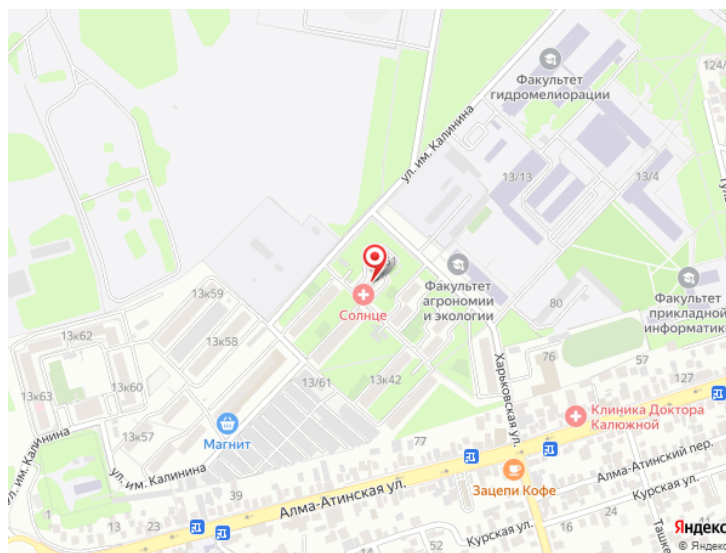 Факультет
гидромелиорации
124/
ул. им. Калинина
13/13
13/4
Факультет
агрономии
и экологии
80
Факультет
прикладной
информатики
Солнце
13к59
13к62
13к58
13к60
13к63
13/61
13к42
13к57
Магнит
Харьковская ул.
76
57
127
Клиника Доктора
Калюжной
77
ул. им. Калинина
ул. им. Калинина
39
Алма-Атинская ул.
Зацепи Кофе
Алма-Атинский пер.
Курская ул.
Курская ул.
1
13
23
52
16
24
41
Ташке
Яндекс
© Яндекс